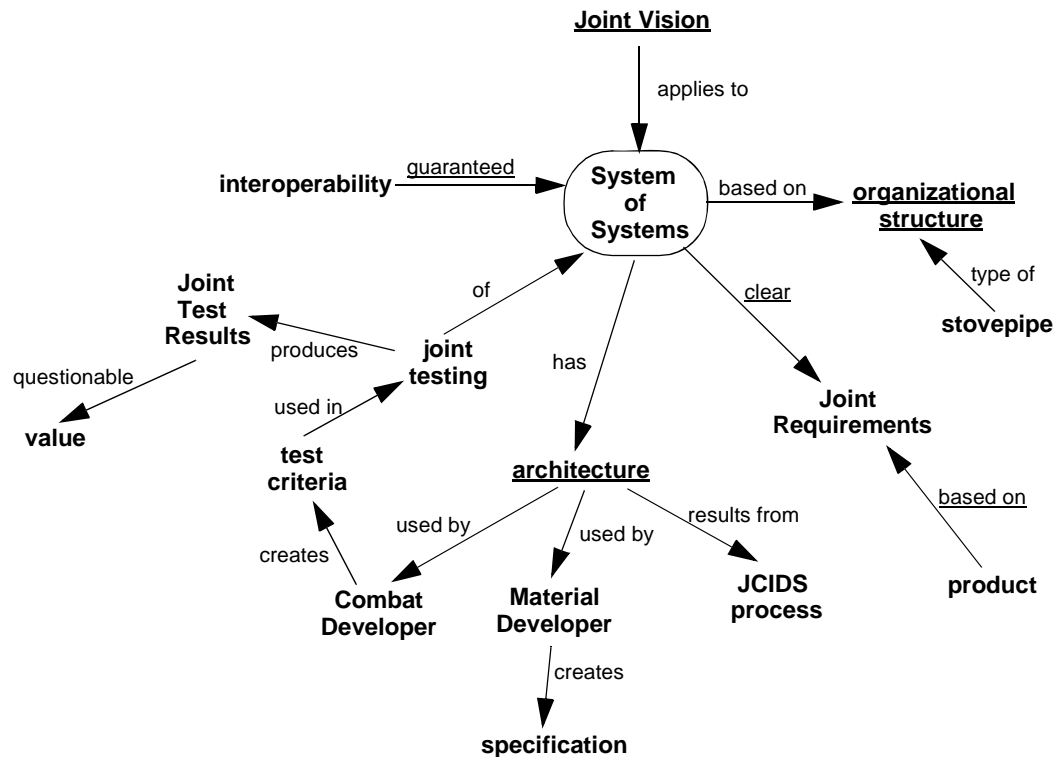 Joint Vision
applies to
interoperability
guaranteed
System
of
Systems
based on
organizational
structure
type of
stovepipe
of
clear
Joint
Test
Results
produces
joint
testing
has
questionable
value
used in
test
criteria
Joint
Requirements
architecture
used by
used by
results from
based on
creates
Combat
Developer
Material
Developer
JCIDS
process
product
creates
specification